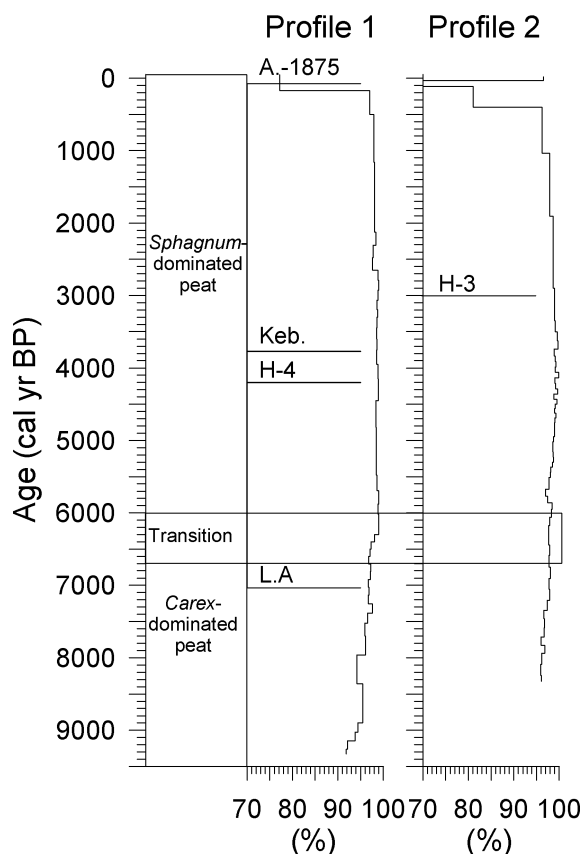 Profile 1 Profile 2
A.-1875
0
1000
2000
Sphagnum-
dominated
peat
3000
H-3
Keb.
4000
H-4
5000
6000
Transition
7000
L.A
Carex-
dominated
peat
8000
9000
Age (cal yr BP)
70 80 90 100 70 80 90 100
(%) (%)